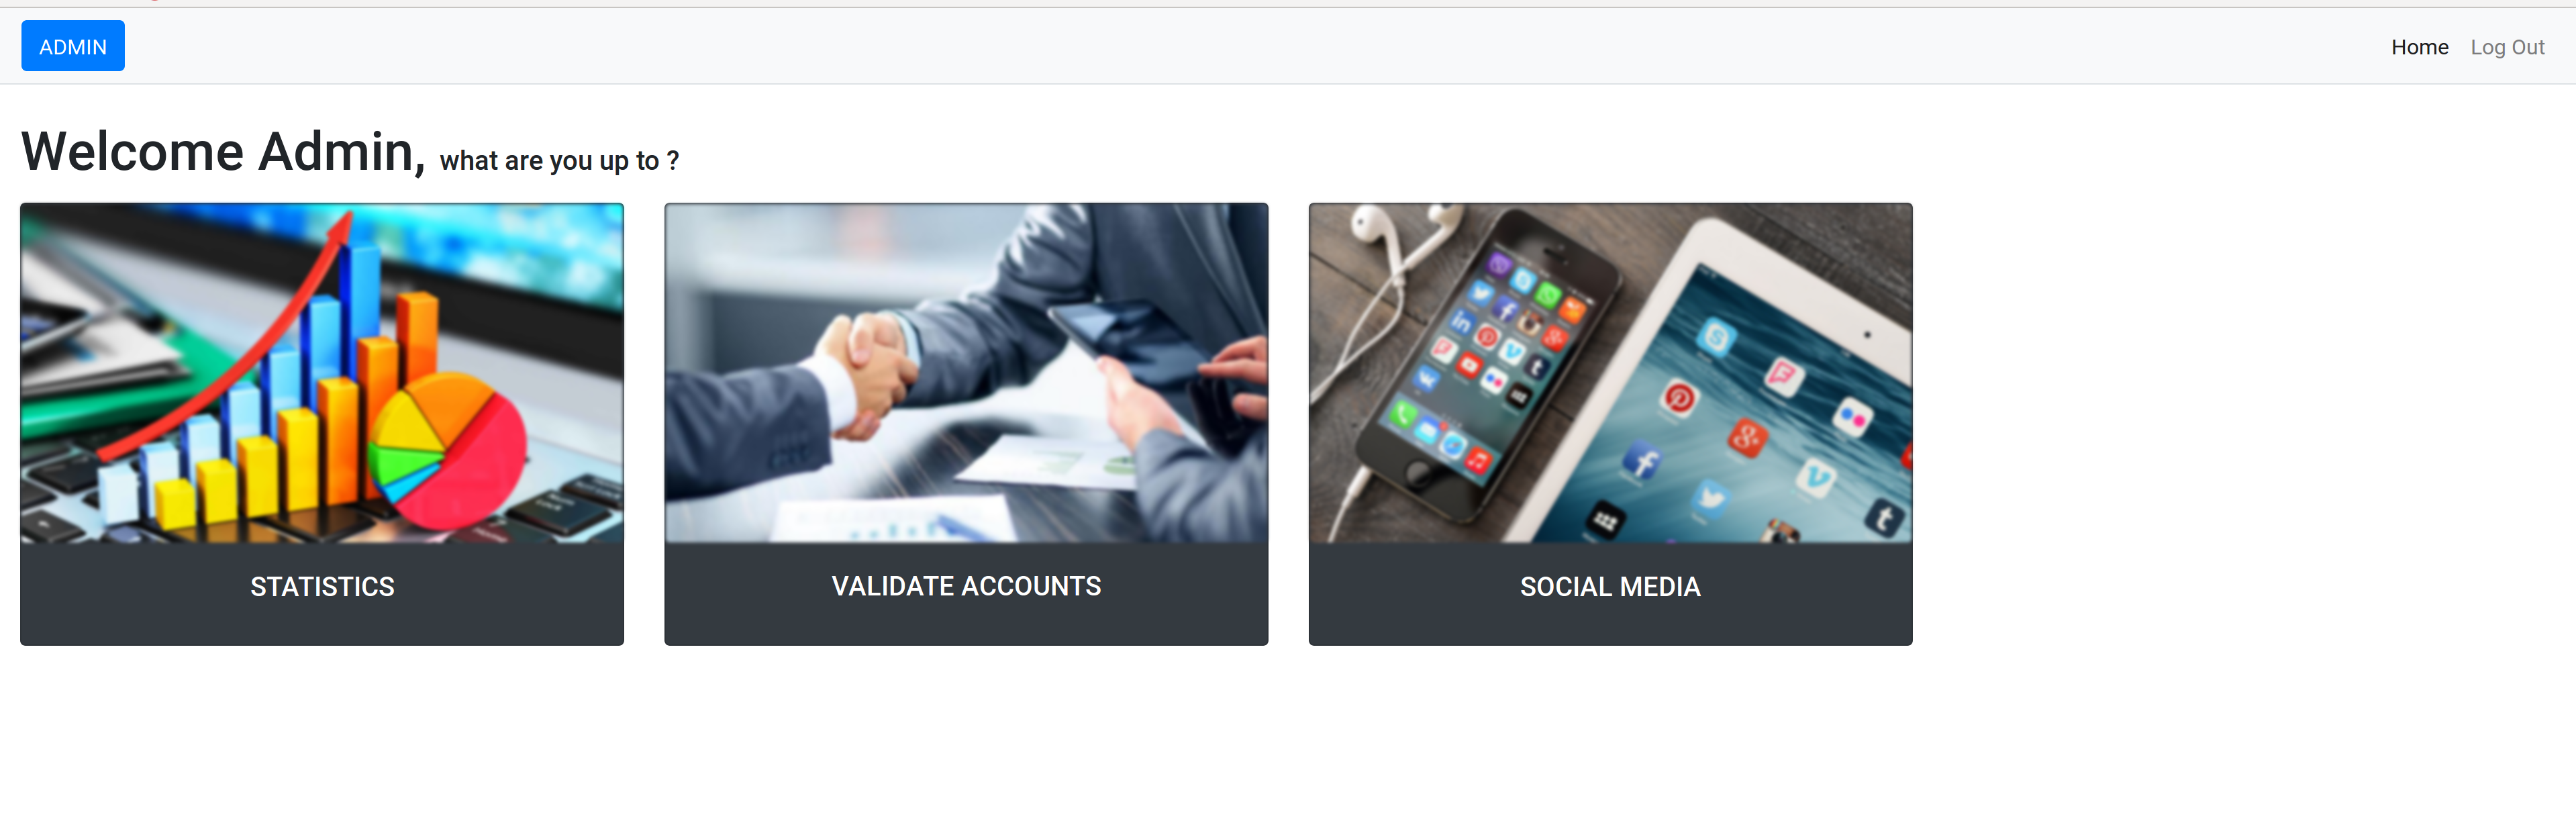 ADMIN
Home
Log Out
Welcome Admin, what are you up to ?
STATISTICS
VALIDATE ACCOUNTS
SOCIAL MEDIA